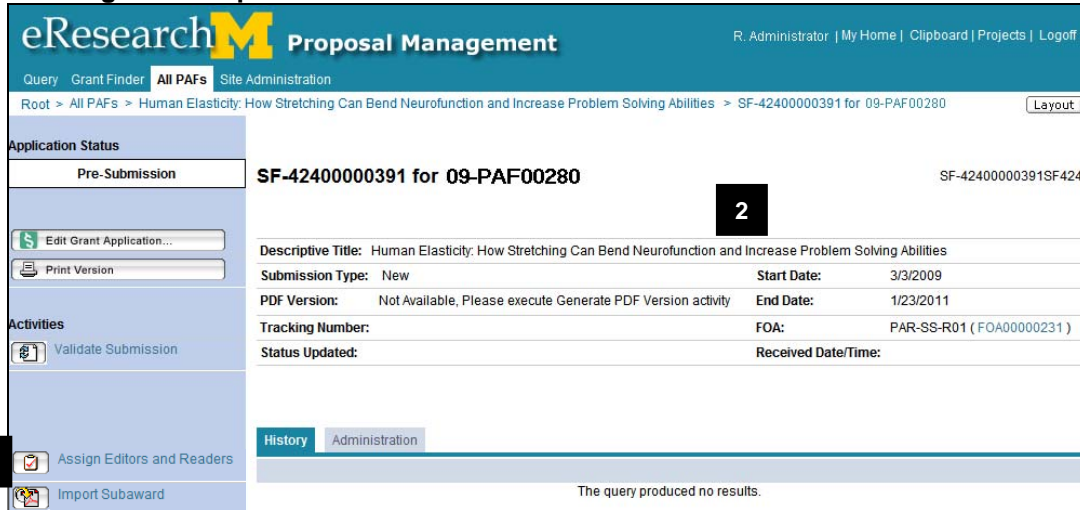 eResearch M Proposal Management
R. Administrator | My Home | Clipboard | Projects | Logoff
Query Grant Finder All PAFs Site Administration
Root > All PAFs > Human Elasticity: How Stretching Can Bend Neurofunction and Increase Problem Solving Abilities > SF-42400000391 for 09-PAF00280
Layout
Application Status
Pre-Submission
SF-42400000391 for 09-PAF00280
SF-42400000391SF424
2
Edit Grant Application...
Print Version
Descriptive Title: Human Elasticity: How Stretching Can Bend Neurofunction and Increase Problem Solving Abilities
Submission Type: New Start Date: 3/3/2009
PDF Version: Not Available, Please execute Generate PDF Version activity End Date: 1/23/2011
Tracking Number: FOA: PAR-SS-R01 ( FOA00000231 )
Status Updated: Received Date/Time:
Activities
Validate Submission
History Administration
Assign Editors and Readers
Import Subaward
The query produced no results.